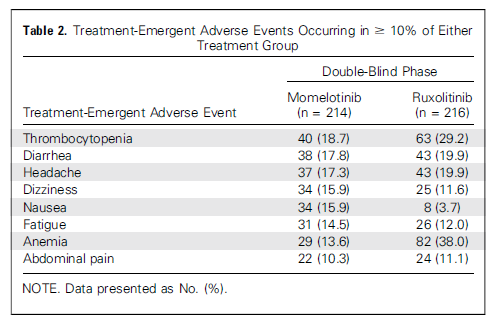 Table 2. Treatment-Emergent Adverse Events Occurring in ≥ 10% of Either
Treatment Group
Double-Blind Phase
Treatment-Emergent Adverse Event Momelotinib (n = 214) Ruxolitinib (n = 216)
Thrombocytopenia 40 (18.7) 63 (29.2)
Diarrhea 38 (17.8) 43 (19.9)
Headache 37 (17.3) 43 (19.9)
Dizziness 34 (15.9) 25 (11.6)
Nausea 34 (15.9) 8 (3.7)
Fatigue 31 (14.5) 26 (12.0)
Anemia 29 (13.6) 82 (38.0)
Abdominal pain 22 (10.3) 24 (11.1)
NOTE. Data presented as No. (%).